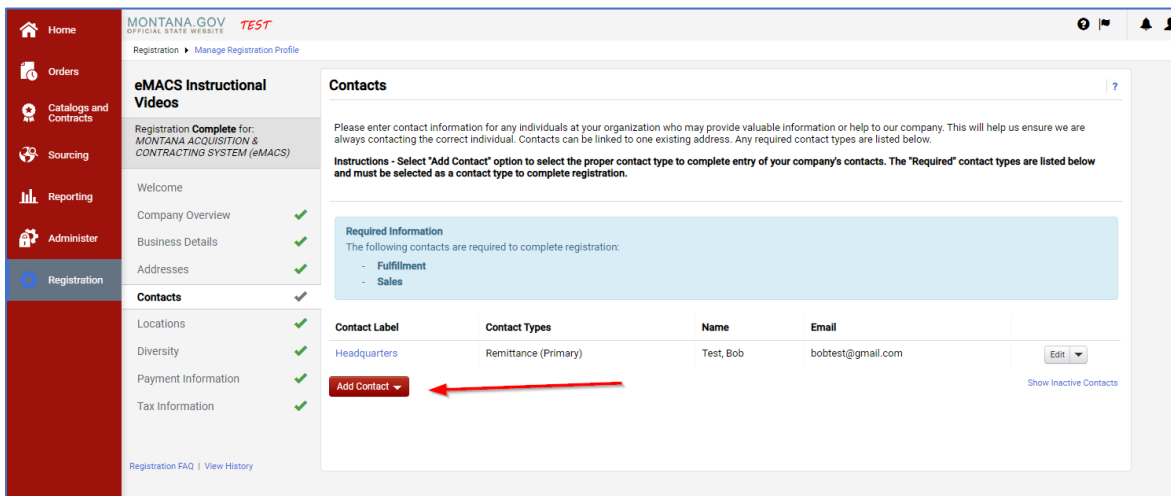 MONTANA.GOV TEST
OFFICIAL STATE WEBSITE
Registration Manage Registration Profile
Home
Orders
Catalogs and
Contracts
Sourcing
Reporting
Administer
Registration
eMACS Instructional
Videos
Registration Complete for:
MONTANA ACQUISITION &
CONTRACTING SYSTEM (eMACS)
Welcome
Company Overview
Business Details
Addresses
Contacts
Locations
Diversity
Payment Information
Tax Information
Registration FAQ | View History
Contacts
?
Please enter contact information for any individuals at your organization who may provide valuable information or help to our company. This will help us ensure we are
always contacting the correct individual. Contacts can be linked to one existing address. Any required contact types are listed below.
Instructions - Select "Add Contact" option to select the proper contact type to complete entry of your company's contacts. The "Required" contact types are listed below
and must be selected as a contact type to complete registration.
Required Information
The following contacts are required to complete registration:
- Fulfillment
- Sales
Contact Label Contact Types Name Email
Headquarters Remittance (Primary) Test, Bob bobtest@gmail.com Edit
Add Contact
Show Inactive Contacts